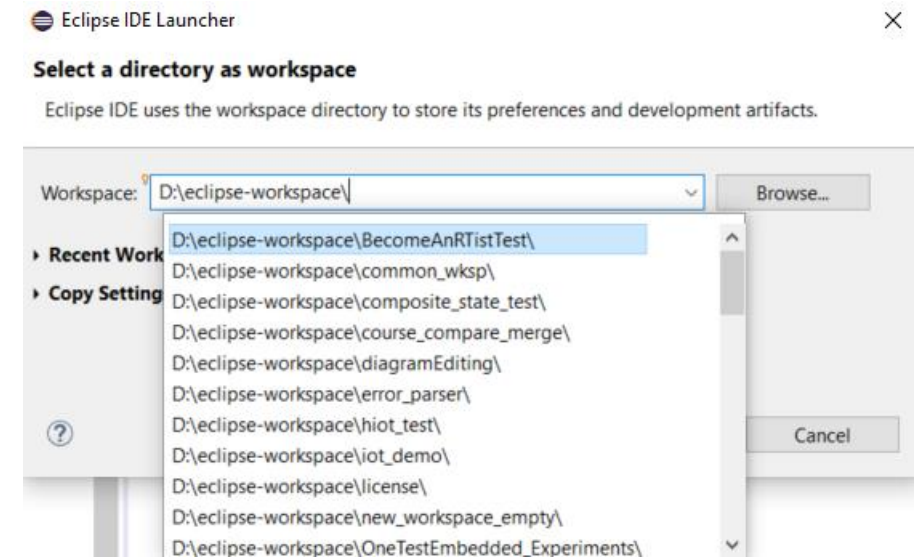 Eclipse IDE Launcher
Select a directory as workspace
Eclipse IDE uses the workspace directory to store its preferences and development artifacts.
Workspace: D:\eclipse-workspace\ Browse...
D:\eclipse-workspace\BecomeAnRTistTest\
Recent Work
D:\eclipse-workspace\common_wksp\
Copy Setting
D:\eclipse-workspace\composite_state_test\
D:\eclipse-workspace\course_compare_merge\
D:\eclipse-workspace\diagramEditing\
D:\eclipse-workspace\error_parser\
D:\eclipse-workspace\hiot_test\
Cancel
D:\eclipse-workspace\iot_demo\
D:\eclipse-workspace\license\
D:\eclipse-workspace\new_workspace_empty\
D:\eclipse-workspace\OneTestEmbedded_Experiments\